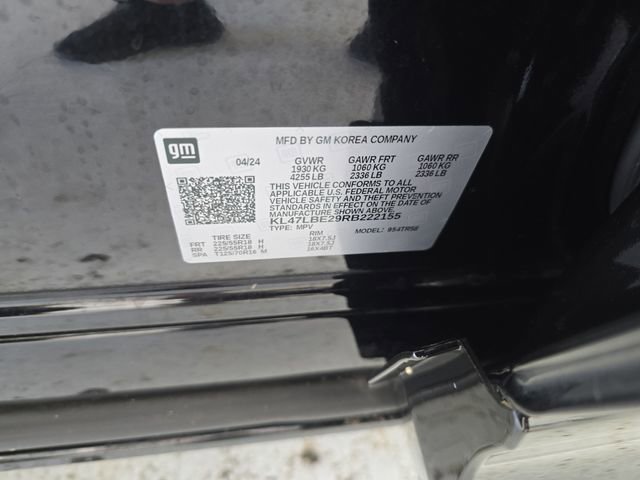 gm
MFD BY GM KOREA COMPANY
04/24 GVWR GAWR FRT GAWR RR
1930 KG 1060 KG 1060 KG
4255 LB 2336 LB 2336 LB
THIS VEHICLE CONFORMS TO ALL
APPLICABLE U.S. FEDERAL MOTOR
VEHICLE SAFETY AND THEFT PREVENTION
STANDARDS IN EFFECT ON THE DATE OF
MANUFACTURE SHOWN ABOVE.
KL47LBE29RB222155
TYPE: MPV MODEL:
TIRE SIZE RIM
FRT 225/55R18 H 18X7.5J
RR 225/55R18 H 18X7.5J
SPA T125/70R16 M 16X4BT